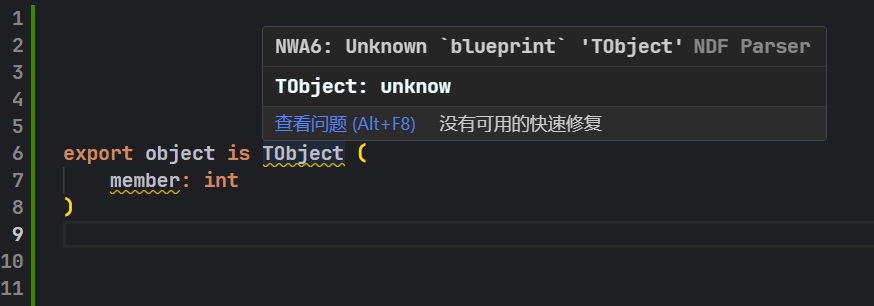 1
2
3
4
5
6
7
8
9
10
11
NWA6: Unknown `blueprint` 'TObject' NDF Parser
TObject: unknow
查看问题 (Alt+F8) 没有可用的快速修复
export object is TObject (
member: int
)